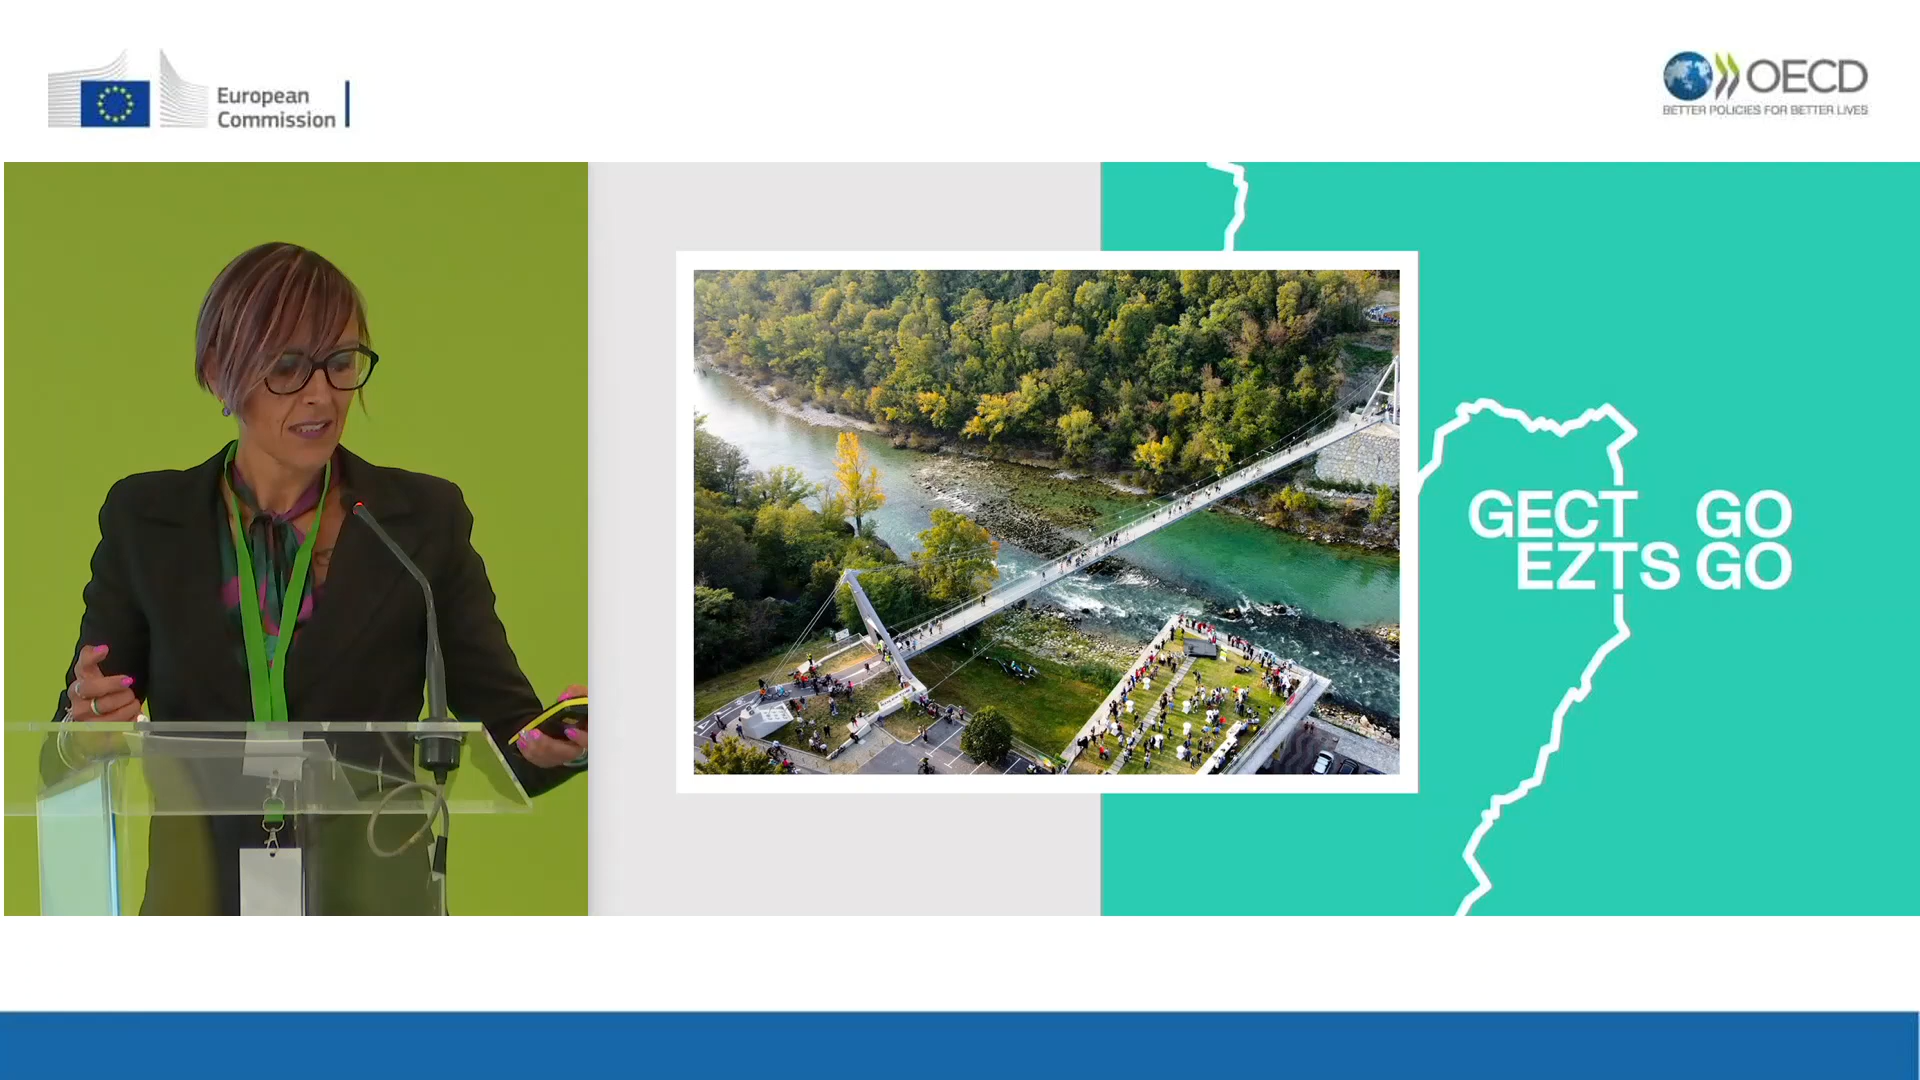 European
Commission
OECD
BETTER POLICIES FOR BETTER LIVES
GECT GO
EZTS GO